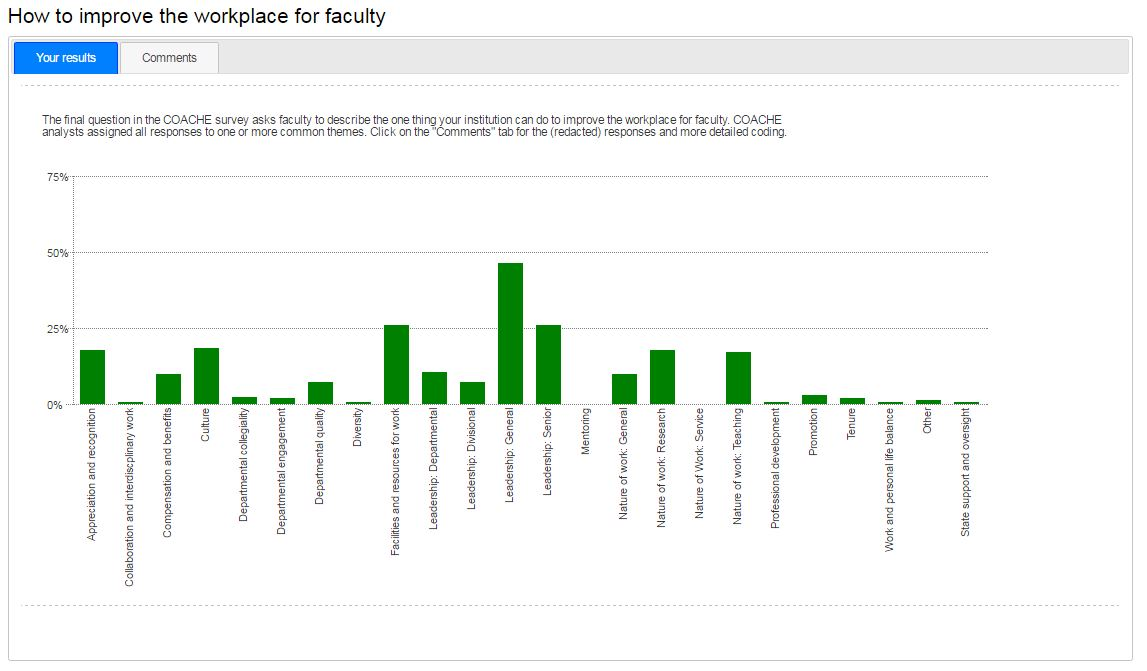 How to improve the workplace for faculty
Your results
Comments
The final question in the COACHE survey asks faculty to describe the one thing your institution can do to improve the workplace for faculty. COACHE
analysts assigned all responses to one or more common themes. Click on the "Comments" tab for the (redacted) responses and more detailed coding.
75%
50%
25%
0%
Appreciation and recognition
Collaboration and interdiscplinary work
Compensation and benefits
Culture
Departmental collegiality
Departmental engagement
Departmental quality
Diversity
Facilities and resources for work
Leadership: Departmental
Leadership: Divisional
Leadership: General
Leadership: Senior
Mentoring
Nature of work: General
Nature of work: Research
Nature of Work: Service
Nature of work: Teaching
Professional development
Promotion
Tenure
Work and personal life balance
Other
State support and oversight